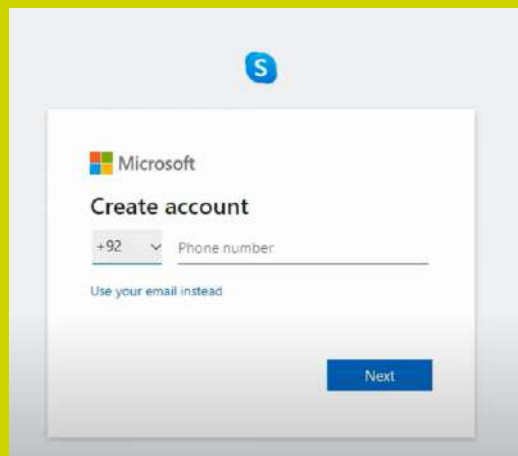 S
Microsoft
Create account
+92 Phone number
Use your email instead
Next